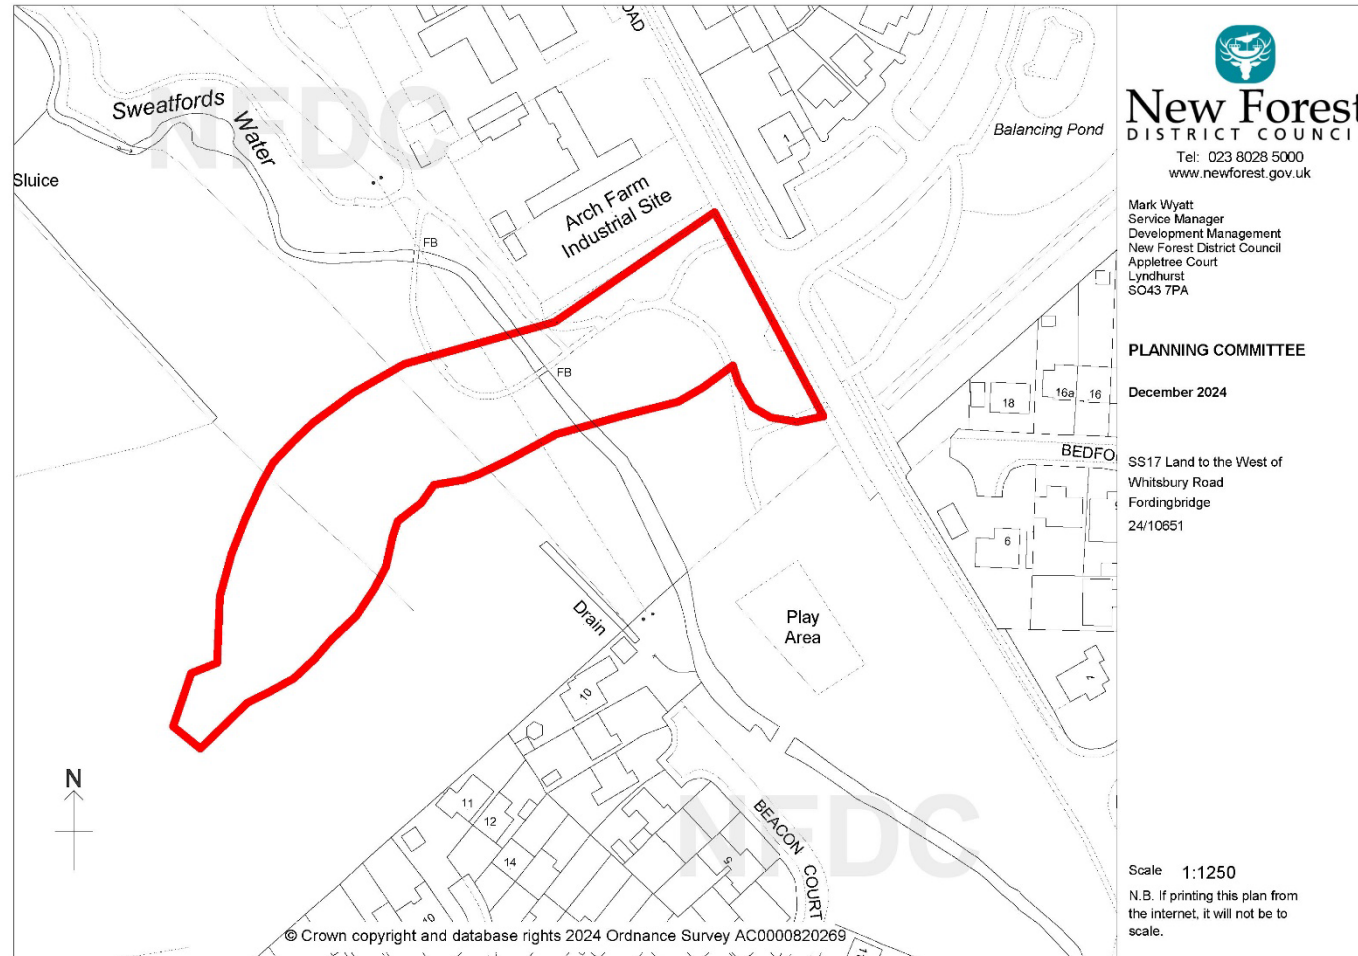 NFDC
Sweatfords
Water
Sluice
FB
Arch Farm
Industrial Site
OAD
1
Balancing Pond
FB
18
16a
16
BEDFO
6
Play
Area
Drain
10
11
12
14
BEACON COURT
5
NFDC
© Crown copyright and database rights 2024 Ordnance Survey AC0000820269
N
New Forest
DISTRICT COUNCI
Tel: 023 8028 5000
www.newforest.gov.uk
Mark Wyatt
Service Manager
Development Management
New Forest District Council
Appletree Court
Lyndhurst
SO43 7PA
PLANNING COMMITTEE
December 2024
SS17 Land to the West of
Whitsbury Road
Fordingbridge
24/10651
Scale 1:1250
N.B. If printing this plan from
the internet, it will not be to
scale.